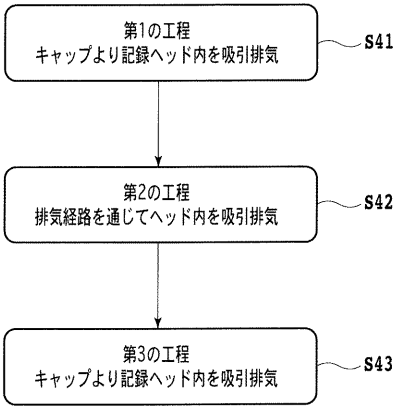 第1の工程
キャップより記録ヘッド内を吸引排気
S41
第2の工程
排気経路を通じてヘッド内を吸引排気
S42
第3の工程
キャップより記録ヘッド内を吸引排気
S43